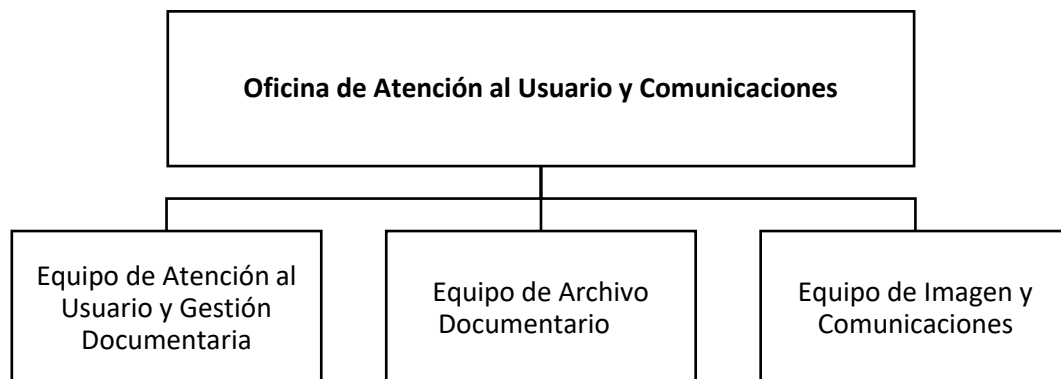 Oficina de Atención al Usuario y Comunicaciones
Equipo de Atención al
Usuario y Gestión
Documentaria
Equipo de Archivo
Documentario
Equipo de Imagen y
Comunicaciones